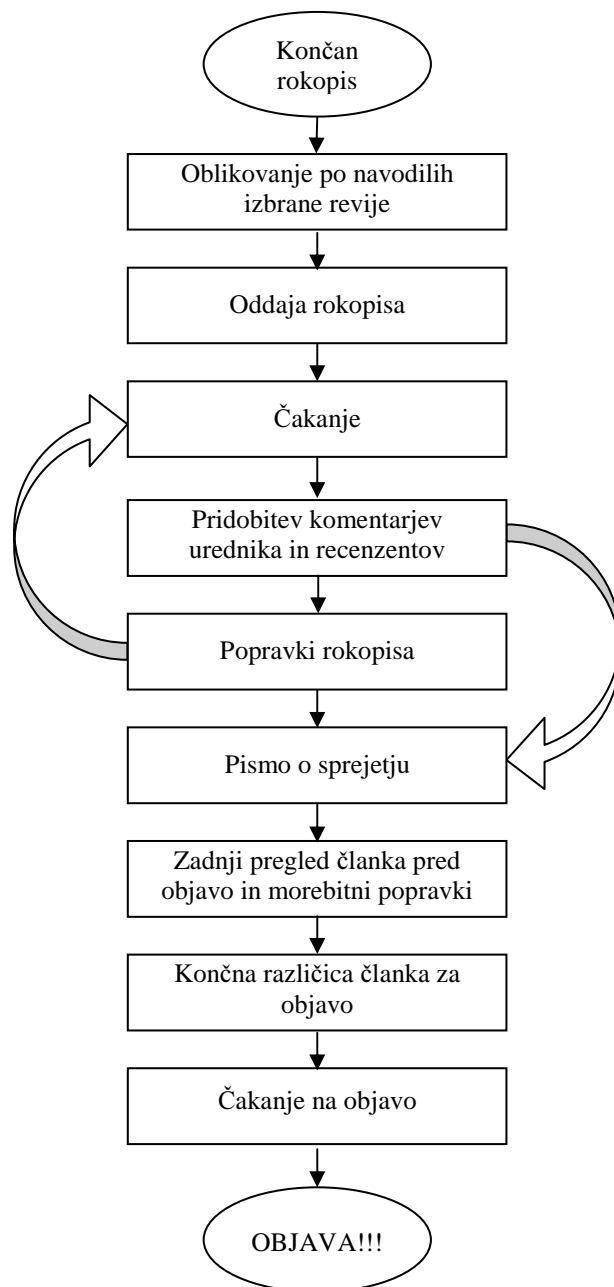 Končan
rokopis
Oblikovanje po navodilih
izbrane revije
Oddaja rokopisa
Čakanje
Pridobitev komentarjev
urednika in recenzentov
Popravki rokopisa
Pismo o sprejetju
Zadnji pregled članka pred
objavo in morebitni popravki
Končna različica članka za
objavo
Čakanje na objavo
OBJAVA!!!